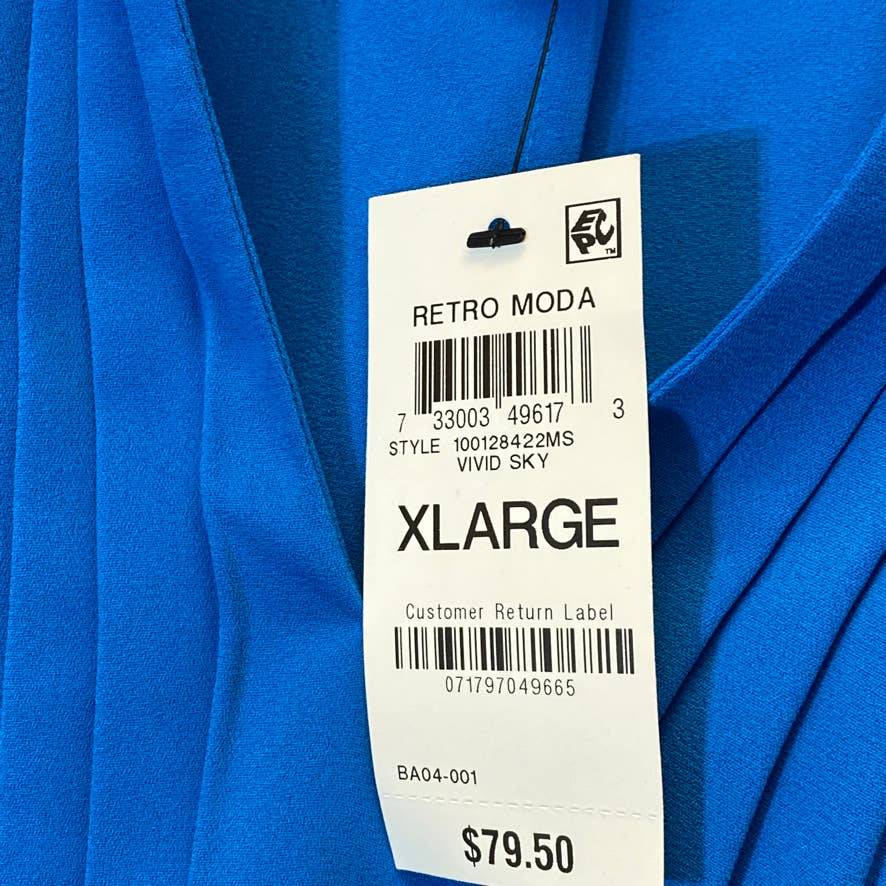 EPC
TM
RETRO MODA
7 33003 49617 3
STYLE 100128422MS
VIVID SKY
XLARGE
Customer Return Label
071797049665
BA04-001
$79.50